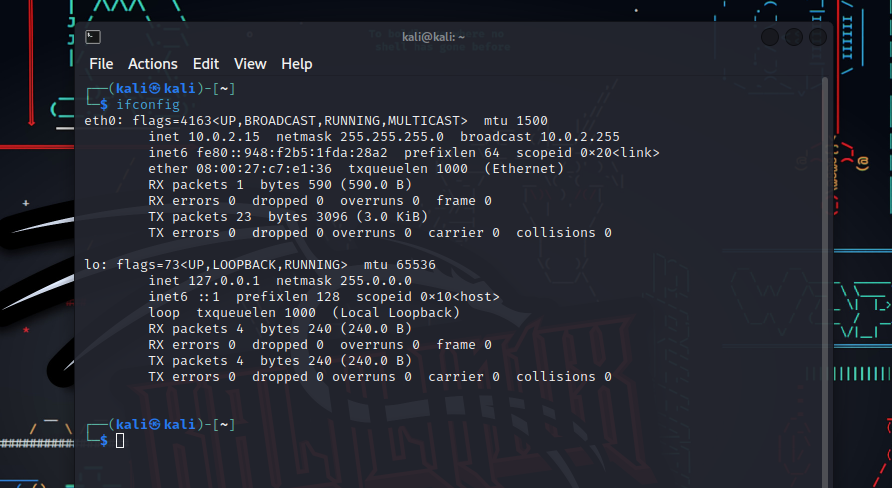 kali@kali: ~
File Actions Edit View Help
┌──(kali㉿kali)-[~]
└─$ ifconfig
eth0: flags=4163<UP,BROADCAST,RUNNING,MULTICAST>  mtu 1500
        inet 10.0.2.15  netmask 255.255.255.0  broadcast 10.0.2.255
        inet6 fe80::948:f2b5:1fda:28a2  prefixlen 64  scopeid 0×20<link>
        ether 08:00:27:c7:e1:36  txqueuelen 1000  (Ethernet)
        RX packets 1  bytes 590 (590.0 B)
        RX errors 0  dropped 0  overruns 0  frame 0
        TX packets 23  bytes 3096 (3.0 KiB)
        TX errors 0  dropped 0 overruns 0  carrier 0  collisions 0
lo: flags=73<UP,LOOPBACK,RUNNING>  mtu 65536
        inet 127.0.0.1  netmask 255.0.0.0
        inet6 ::1  prefixlen 128  scopeid 0×10<host>
        loop  txqueuelen 1000  (Local Loopback)
        RX packets 4  bytes 240 (240.0 B)
        RX errors 0  dropped 0  overruns 0  frame 0
        TX packets 4  bytes 240 (240.0 B)
        TX errors 0  dropped 0 overruns 0  carrier 0  collisions 0
┌──(kali㉿kali)-[~]
└─$